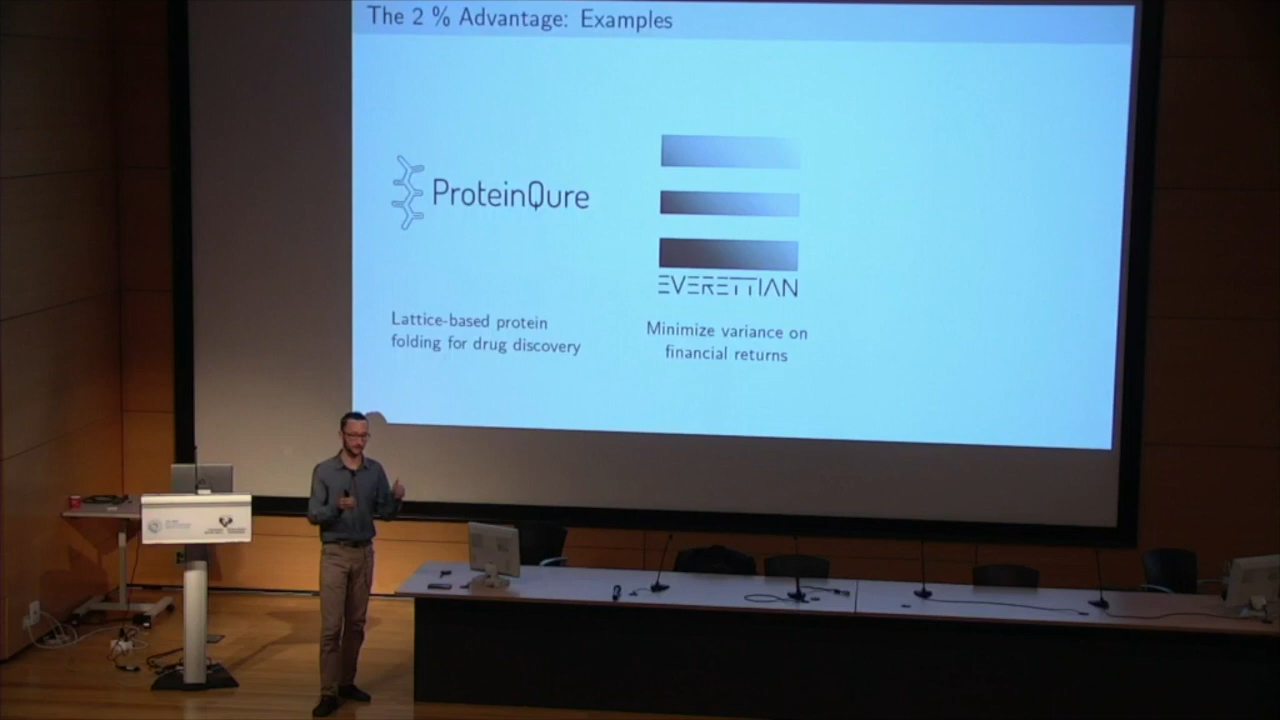 The 2 % Advantage: Examples
ProteinQure
EVERETTIAN
Lattice-based protein
folding for drug discovery
Minimize variance on
financial returns